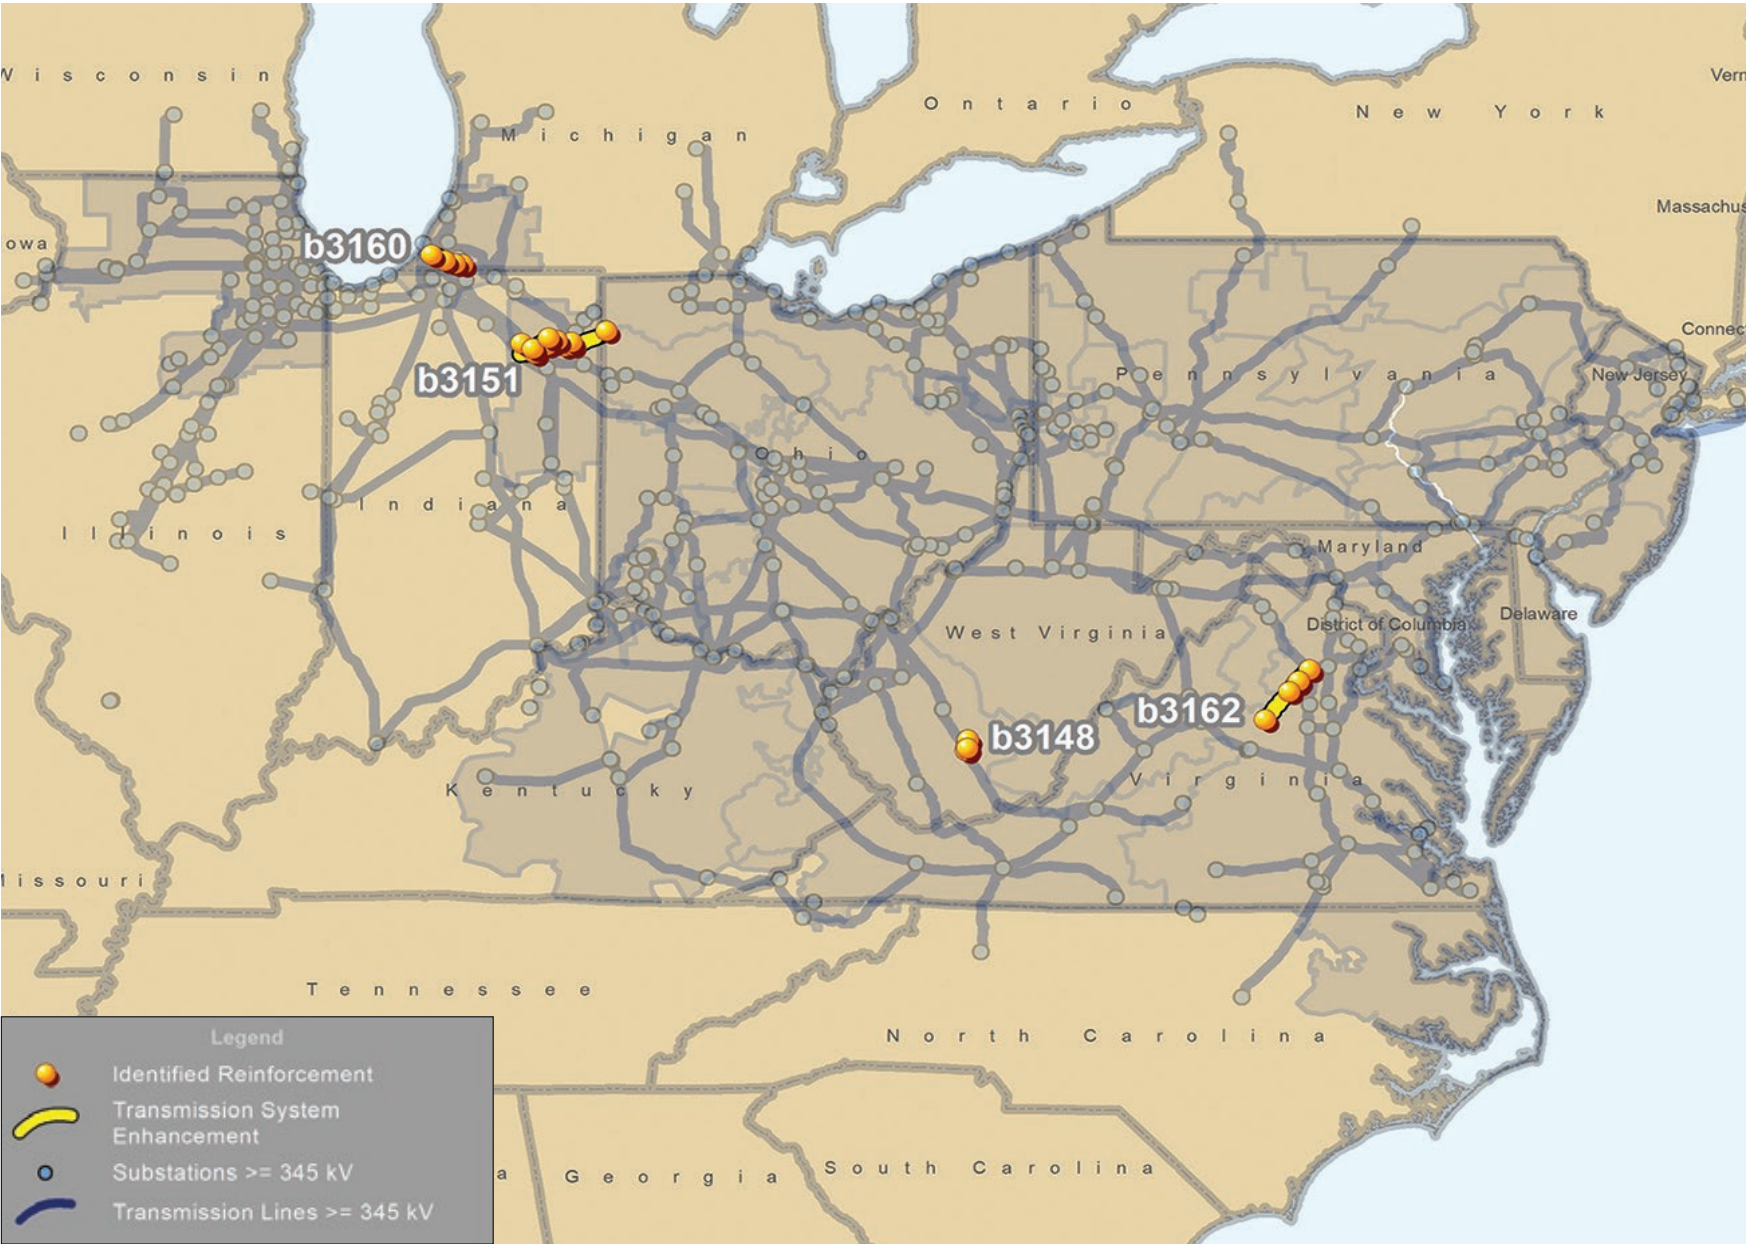 Wisconsin
Michigan
Ontario
New York
Verm
Massachus
owa
b3160
Connec
b3151
Pennsylvania
New Jersey
Ohio
Indiana
Illinois
Maryland
Delaware
West Virginia
District of Columbia
b3162
b3148
Virginia
Kentucky
Missouri
Tennessee
North Carolina
Legend
Identified Reinforcement
Transmission System
Enhancement
Substations >= 345 kV
Transmission Lines >= 345 kV
a
Georgia
South Carolina